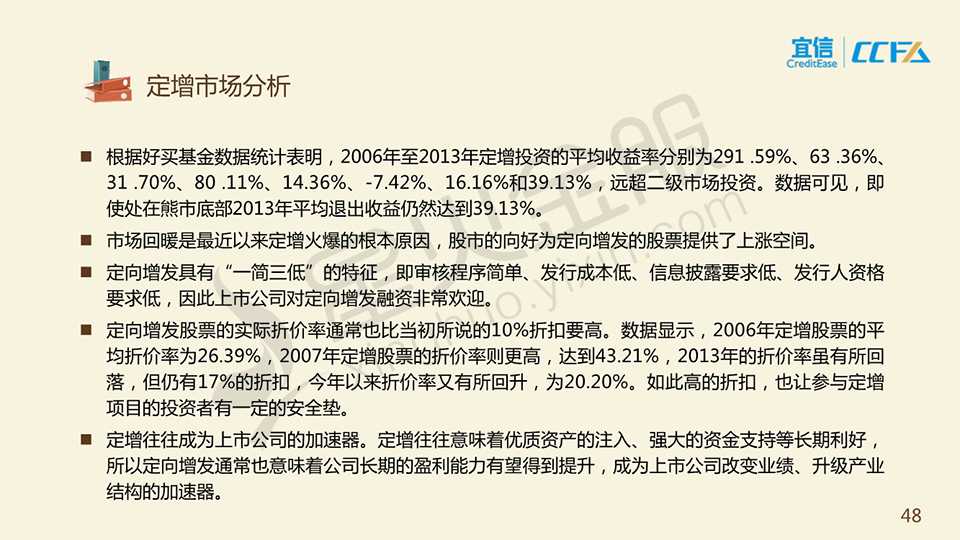 宜信
CreditEase
CCFA
定增市场分析
■ 根据好买基金数据统计表明，2006年至2013年定增投资的平均收益率分别为291 .59%、63 .36%、
31 .70%、80 .11%、14.36%、-7.42%、16.16%和39.13%，远超二级市场投资。数据可见，即
使处在熊市底部2013年平均退出收益仍然达到39.13%。
■ 市场回暖是最近以来定增火爆的根本原因，股市的向好为定向增发的股票提供了上涨空间。
■ 定向增发具有“一简三低”的特征，即审核程序简单、发行成本低、信息披露要求低、发行人资格
要求低，因此上市公司对定向增发融资非常欢迎。
■ 定向增发股票的实际折价率通常也比当初所说的10%折扣要高。数据显示，2006年定增股票的平
均折价率为26.39%，2007年定增股票的折价率则更高，达到43.21%，2013年的折价率虽有所回
落，但仍有17%的折扣，今年以来折价率又有所回升，为20.20%。如此高的折扣，也让参与定增
项目的投资者有一定的安全垫。
■ 定增往往成为上市公司的加速器。定增往往意味着优质资产的注入、强大的资金支持等长期利好，
所以定向增发通常也意味着公司长期的盈利能力有望得到提升，成为上市公司改变业绩、升级产业
结构的加速器。
星火金服
xinghuo.yixin.com
48